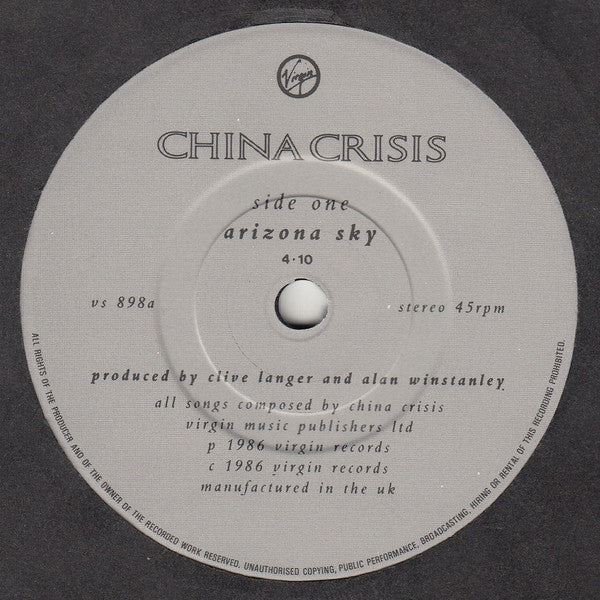 Virgin
CHINA CRISIS
side one
arizona sky
4·10
vs 898a
stereo 45rpm
produced by clive langer and alan winstanley.
all songs composed by china crisis
virgin music publishers ltd
p 1986 virgin records
c 1986 virgin records
manufactured in the uk
ALL RIGHTS OF THE PRODUCER AND OF THE OWNER OF THE RECORDED WORK RESERVED. UNAUTHORISED COPYING, PUBLIC PERFORMANCE, BROADCASTING, HIRING OR RENTAL OF THIS RECORDING PROHIBITED.